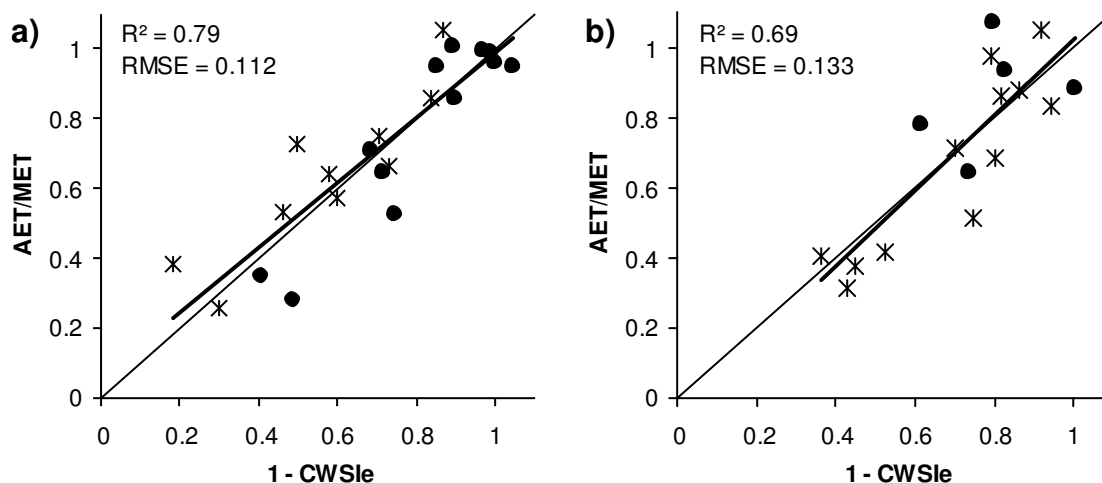 a)
R² = 0.79
RMSE = 0.112
1
0.8
0.6
0.4
0.2
0
AET/MET
0 0.2 0.4 0.6 0.8 1
1 - CWSIe
b)
R² = 0.69
RMSE = 0.133
1
0.8
0.6
0.4
0.2
0
AET/MET
0 0.2 0.4 0.6 0.8 1
1 - CWSIe